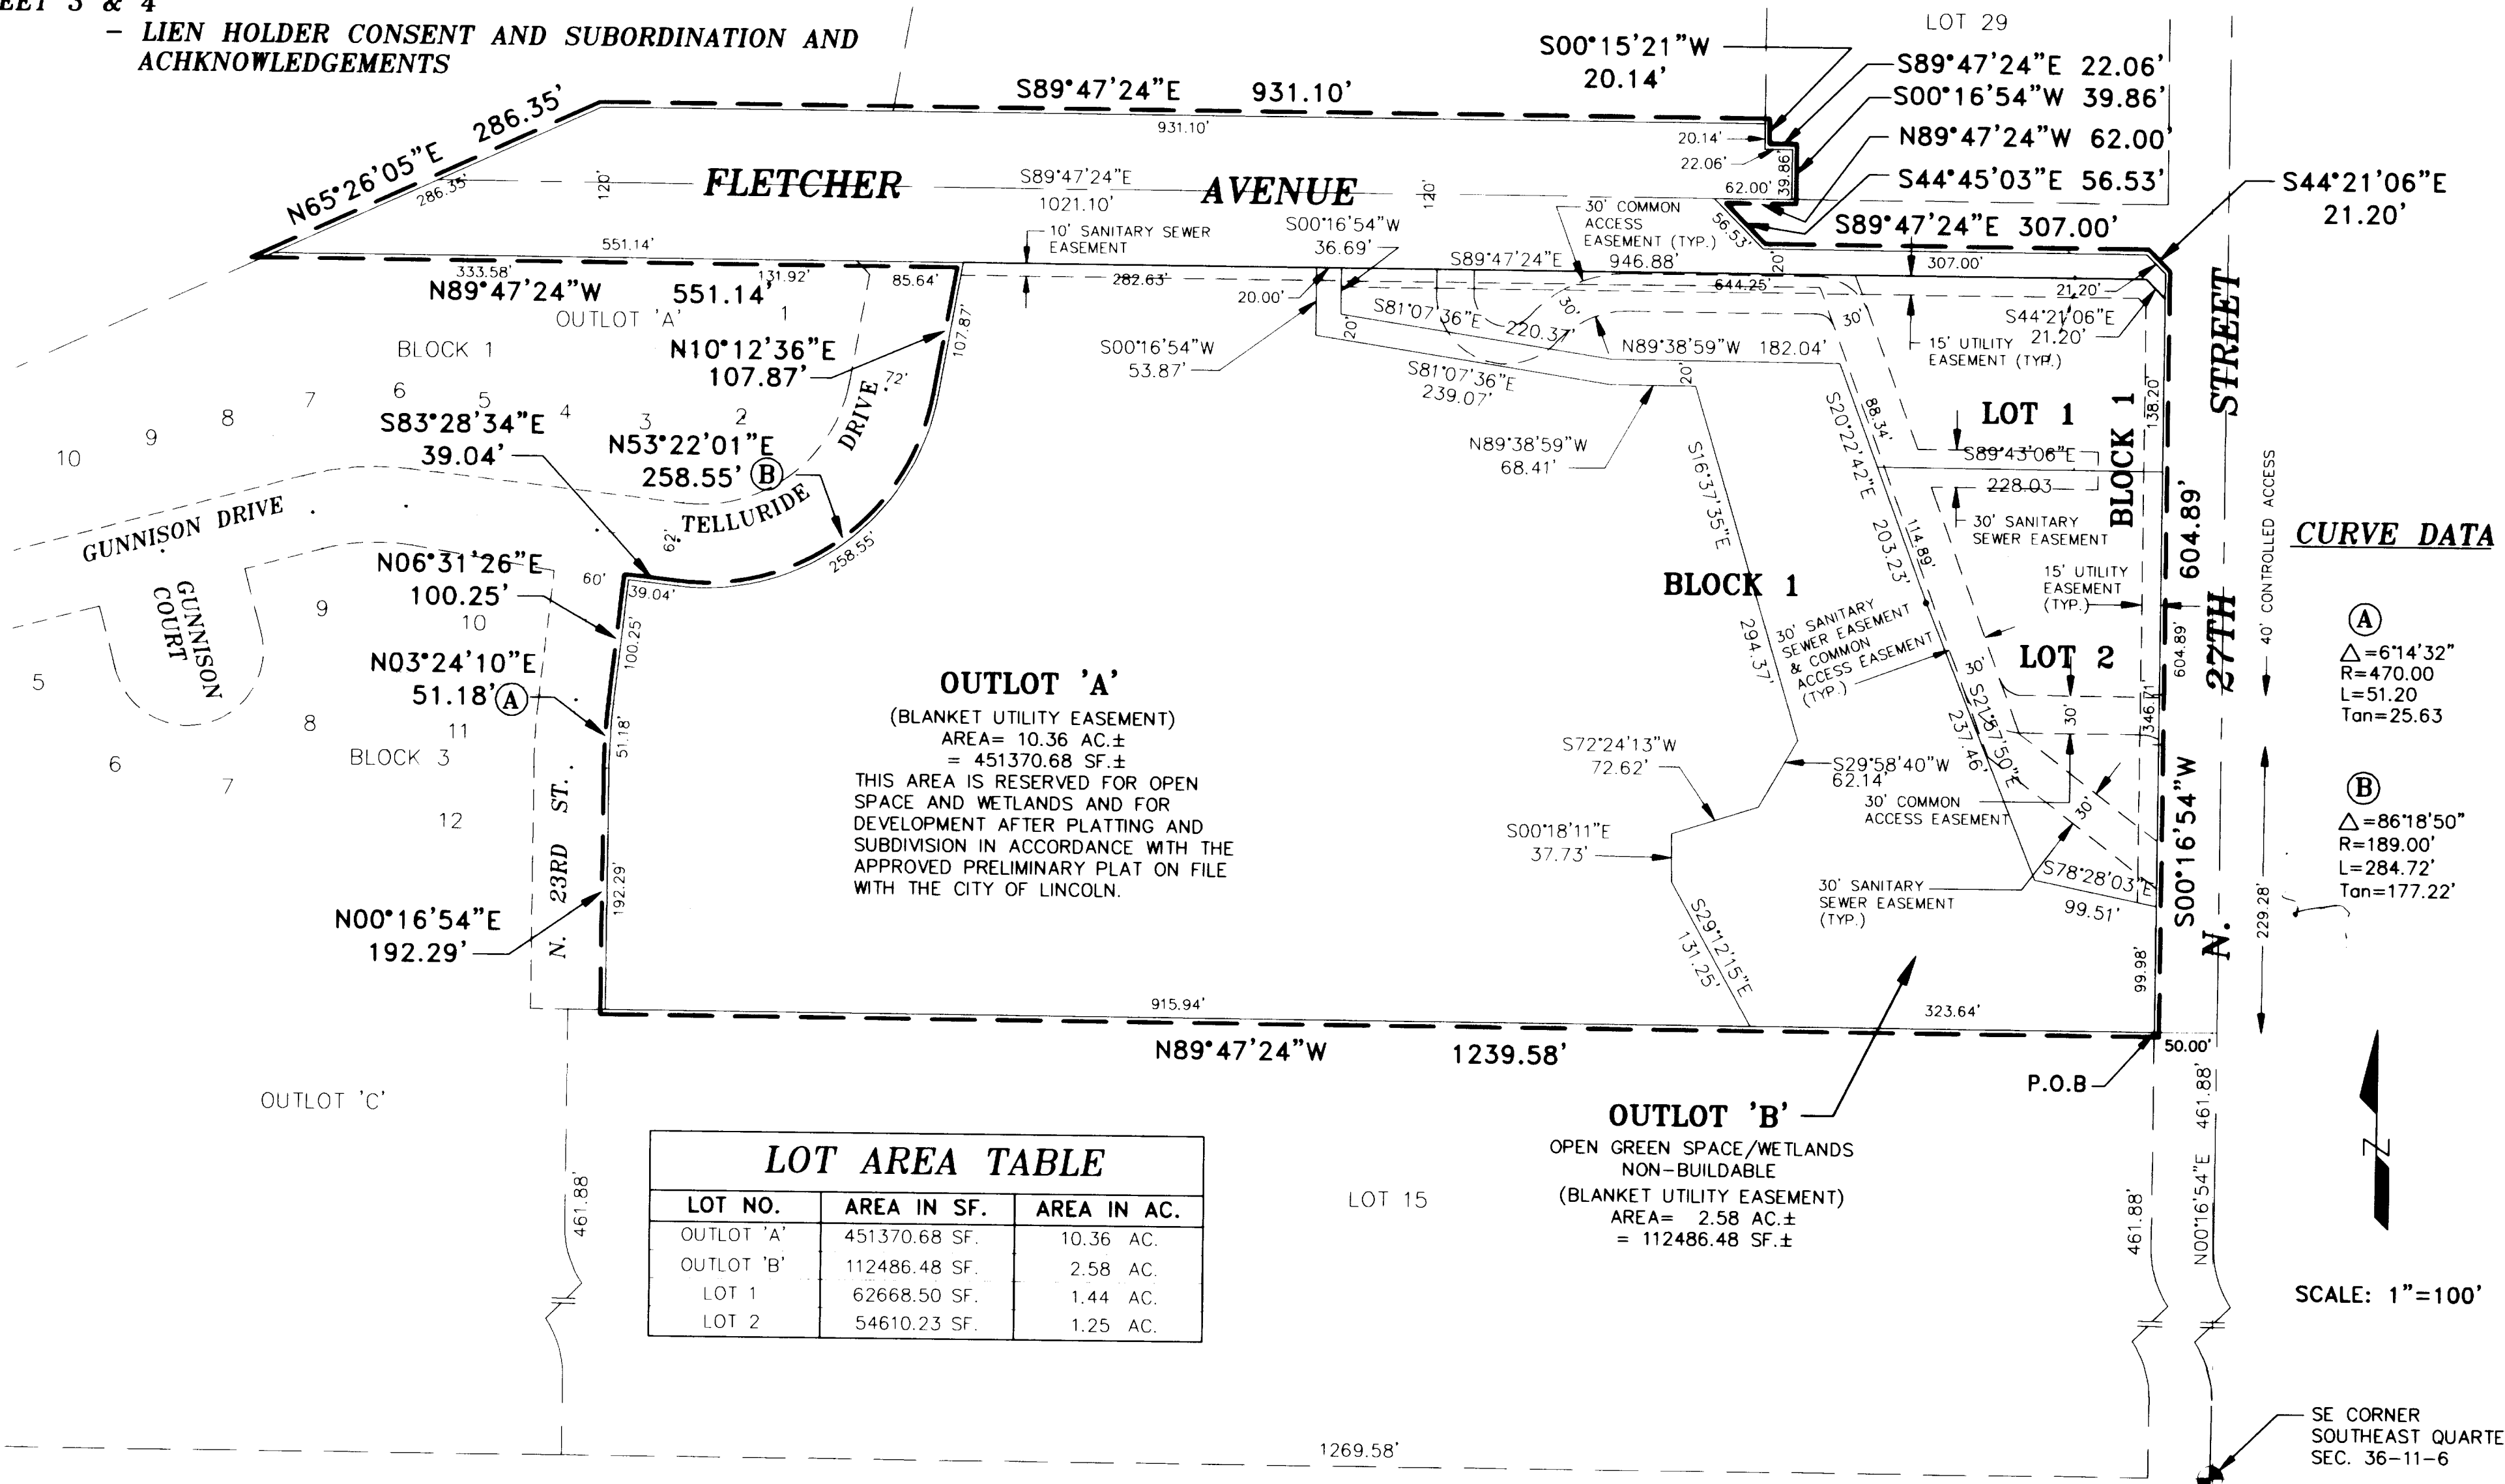 3 & 4
– LIEN HOLDER CONSENT AND SUBORDINATION AND
ACHKNOWLEDGEMENTS
LOT 29
S00°15'21"W
20.14'
S89°47'24"E 22.06'
S00°16'54"W 39.86'
N89°47'24"W 62.00'
S44°45'03"E 56.53'
S89°47'24"E 307.00'
S44°21'06"E
21.20'
N65°26'05"E 286.35'
286.35'
S89°47'24"E 931.10'
931.10'
20.14'
22.06'
39.86'
62.00'
56.53'
120'
FLETCHER AVENUE
S89°47'24"E
1021.10'
120'
551.14'
10' SANITARY SEWER
EASEMENT
S00°16'54"W
36.69'
30' COMMON
ACCESS
EASEMENT (TYP.)
S89°47'24"E 946.88'
20'
307.00'
333.58'
131.92'
85.64'
282.63'
20.00'
644.25'
21.20'
N89°47'24"W 551.14'
OUTLOT 'A'
1
BLOCK 1
N10°12'36"E
107.87'
107.87'
S00°16'54"W
53.87'
20'
S81°07'36"E 220.37'
30'
30'
N89°38'59"W 182.04'
S44°21'06"E
21.20'
15' UTILITY
EASEMENT (TYP.)
S81°07'36"E
239.07'
20'
10
9
8
7
6
5
4
3
2
72'
S83°28'34"E
39.04'
N53°22'01"E
258.55' B
TELLURIDE DRIVE
62'
258.55'
N89°38'59"W
68.41'
S16°37'35"E
294.37'
S20°22'42"E 203.23'
88.34'
114.89'
LOT 1
S89°43'06"E
228.03
BLOCK 1
138.20'
30' SANITARY
SEWER EASEMENT
604.89'
N. 27TH STREET
40' CONTROLLED ACCESS
CURVE DATA
GUNNISON DRIVE
GUNNISON
COURT
N06°31'26"E
100.25'
60'
39.04'
100.25'
N03°24'10"E
51.18' A
51.18'
9
10
5
8
11
6
7
BLOCK 3
12
N. 23RD ST.
N00°16'54"E
192.29'
192.29'
BLOCK 1
15' UTILITY
EASEMENT
(TYP.)
30' SANITARY
SEWER EASEMENT
& COMMON
ACCESS EASEMENT
(TYP.)
30'
LOT 2
S21°57'50"E
237.46'
30'
346.71'
604.89'
S00°16'54"W
A
△=6°14'32"
R=470.00
L=51.20
Tan=25.63
B
△=86°18'50"
R=189.00'
L=284.72'
Tan=177.22'
OUTLOT 'A'
(BLANKET UTILITY EASEMENT)
AREA= 10.36 AC.±
= 451370.68 SF.±
THIS AREA IS RESERVED FOR OPEN
SPACE AND WETLANDS AND FOR
DEVELOPMENT AFTER PLATTING AND
SUBDIVISION IN ACCORDANCE WITH THE
APPROVED PRELIMINARY PLAT ON FILE
WITH THE CITY OF LINCOLN.
S72°24'13"W
72.62'
S29°58'40"W
62.14'
30' COMMON
ACCESS EASEMENT
30'
S00°18'11"E
37.73'
30' SANITARY
SEWER EASEMENT
(TYP.)
S78°28'03"E
99.51'
S29°12'15"E
131.25'
99.98'
229.28'
915.94'
323.64'
N89°47'24"W 1239.58'
50.00'
P.O.B
OUTLOT 'C'
461.88'
OUTLOT 'B'
OPEN GREEN SPACE/WETLANDS
NON-BUILDABLE
(BLANKET UTILITY EASEMENT)
AREA= 2.58 AC.±
= 112486.48 SF.±
LOT 15
LOT AREA TABLE
LOT NO. AREA IN SF. AREA IN AC.
OUTLOT 'A' 451370.68 SF. 10.36 AC.
OUTLOT 'B' 112486.48 SF. 2.58 AC.
LOT 1 62668.50 SF. 1.44 AC.
LOT 2 54610.23 SF. 1.25 AC.
461.88'
N00°16'54"E 461.88'
N
SCALE: 1"=100'
1269.58'
SE CORNER
SOUTHEAST
SEC. 36-11-6